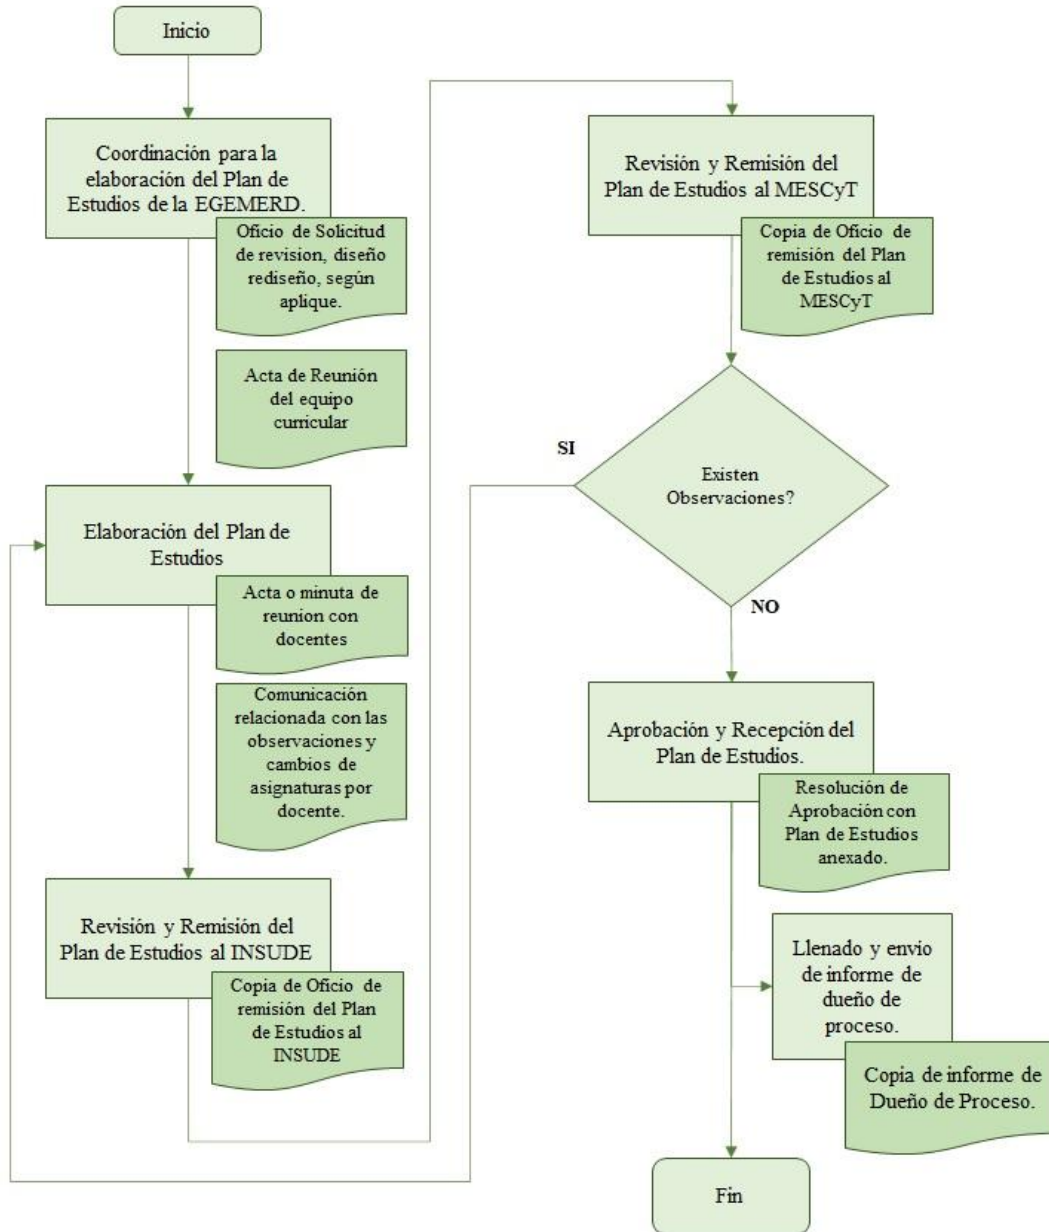 Inicio
Coordinación para la
elaboración del Plan de
Estudios de la EGEMERD.
Oficio de Solicitud
de revision, diseño
rediseño, según
aplique.
Acta de Reunión
del equipo
curricular
Elaboración del Plan de
Estudios
Acta o minuta de
reunion con
docentes
Comunicación
relacionada con las
observaciones y
cambios de
asignaturas por
docente.
Revisión y Remisión del
Plan de Estudios al INSUDE
Copia de Oficio de
remisión del Plan
de Estudios al
INSUDE
Revisión y Remisión del
Plan de Estudios al MESCyT
Copia de Oficio de
remisión del Plan
de Estudios al
MESCyT
SI
Existen
Observaciones?
NO
Aprobación y Recepción del
Plan de Estudios.
Resolución de
Aprobación con
Plan de Estudios
anexado.
Llenado y envio
de informe de
dueño de
proceso.
Copia de informe de
Dueño de Proceso.
Fin